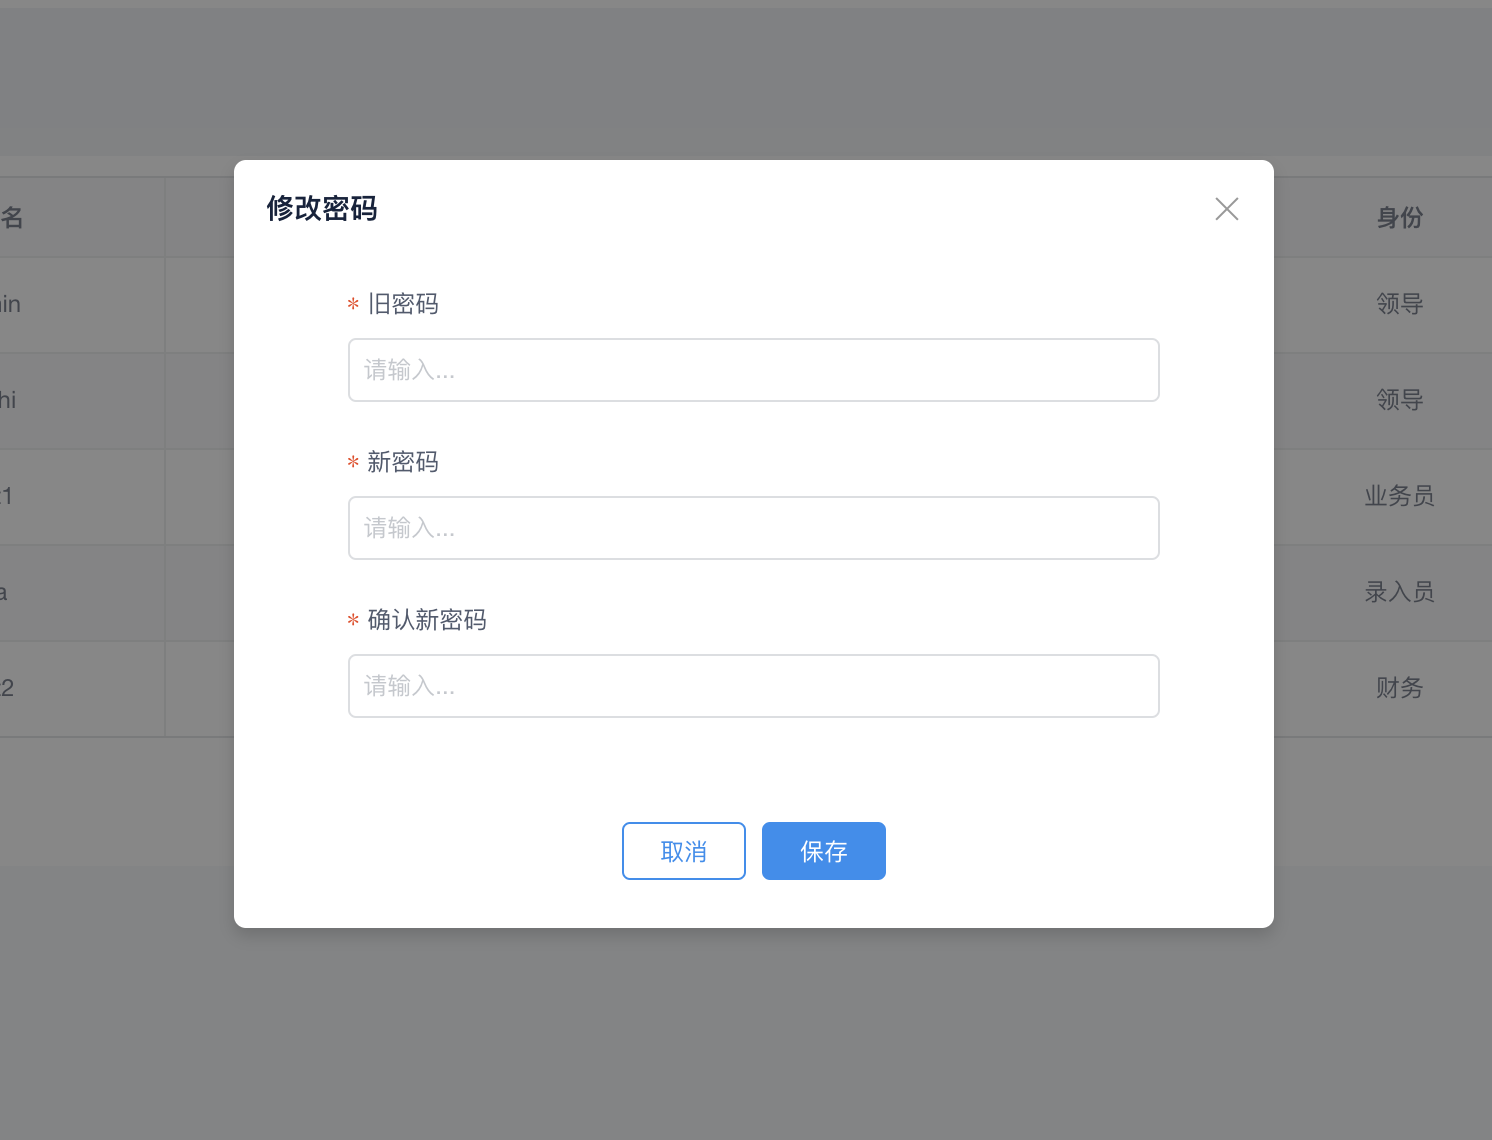 修改密码
* 旧密码
请输入...
* 新密码
请输入...
* 确认新密码
请输入...
取消 保存
名 身份
in 领导
hi 领导
1 业务员
a 录入员
2 财务